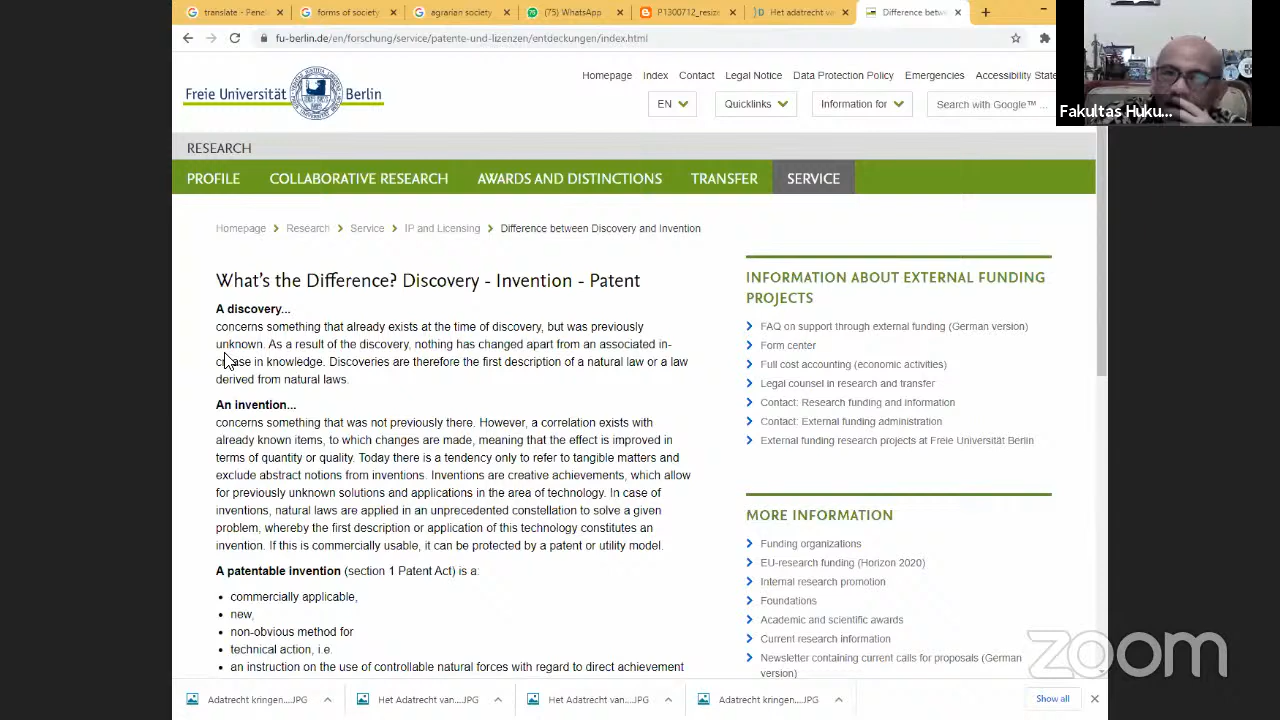 translate - Pene
forms of society
agrarian society
(75) WhatsApp
P1300712_resiz
Het adatrecht va
Difference betw
fu-berlin.de/en/forschung/service/patente-und-lizenzen/entdeckungen/index.html
Freie Universität Berlin
Homepage Index Contact Legal Notice Data Protection Policy Emergencies Accessibility State
EN Quicklinks Information for Search with Google™ ...
Fakultas Huku...
RESEARCH
PROFILE COLLABORATIVE RESEARCH AWARDS AND DISTINCTIONS TRANSFER SERVICE
Homepage Research Service IP and Licensing Difference between Discovery and Invention
What's the Difference? Discovery - Invention - Patent
A discovery...
concerns something that already exists at the time of discovery, but was previously
unknown. As a result of the discovery, nothing has changed apart from an associated in-
crease in knowledge. Discoveries are therefore the first description of a natural law or a law
derived from natural laws.
An invention...
concerns something that was not previously there. However, a correlation exists with
already known items, to which changes are made, meaning that the effect is improved in
terms of quantity or quality. Today there is a tendency only to refer to tangible matters and
exclude abstract notions from inventions. Inventions are creative achievements, which allow
for previously unknown solutions and applications in the area of technology. In case of
inventions, natural laws are applied in an unprecedented constellation to solve a given
problem, whereby the first description or application of this technology constitutes an
invention. If this is commercially usable, it can be protected by a patent or utility model.
A patentable invention (section 1 Patent Act) is a:
• commercially applicable,
• new,
• non-obvious method for
• technical action, i.e.
• an instruction on the use of controllable natural forces with regard to direct achievement
INFORMATION ABOUT EXTERNAL FUNDING
PROJECTS
FAQ on support through external funding (German version)
Form center
Full cost accounting (economic activities)
Legal counsel in research and transfer
Contact: Research funding and information
Contact: External funding administration
External funding research projects at Freie Universität Berlin
MORE INFORMATION
Funding organizations
EU-research funding (Horizon 2020)
Internal research promotion
Foundations
Academic and scientific awards
Current research information
Newsletter containing current calls for proposals (German
version)
zoom
Adatrecht kringen....JPG
Het Adatrecht van....JPG
Het Adatrecht van....JPG
Adatrecht kringen....JPG
Show all